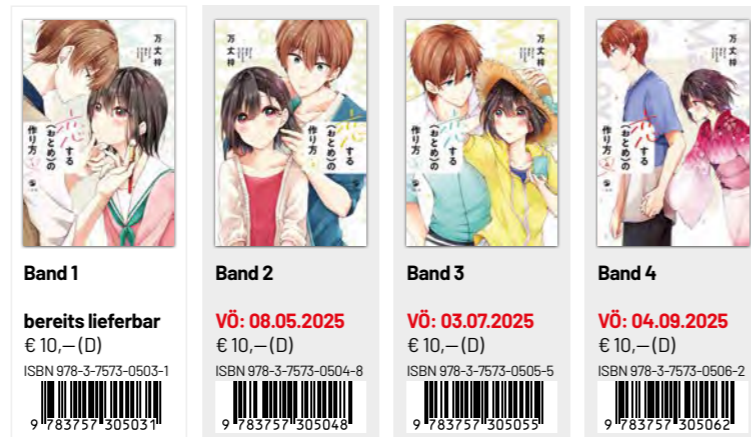 万丈梓
恋する
(おとめ)の
作り方
Band 1
bereits lieferbar
€ 10,– (D)
ISBN 978-3-7573-0503-1
9 783757 305031
万丈梓
恋する
(おとめ)の
作り方
Band 2
VÖ: 08.05.2025
€ 10,– (D)
ISBN 978-3-7573-0504-8
9 783757 305048
万丈梓
恋する
(おとめ)の
作り方
Band 3
VÖ: 03.07.2025
€ 10,– (D)
ISBN 978-3-7573-0505-5
9 783757 305055
万丈梓
恋する
(おとめ)の
作り方
Band 4
VÖ: 04.09.2025
€ 10,– (D)
ISBN 978-3-7573-0506-2
9 783757 305062